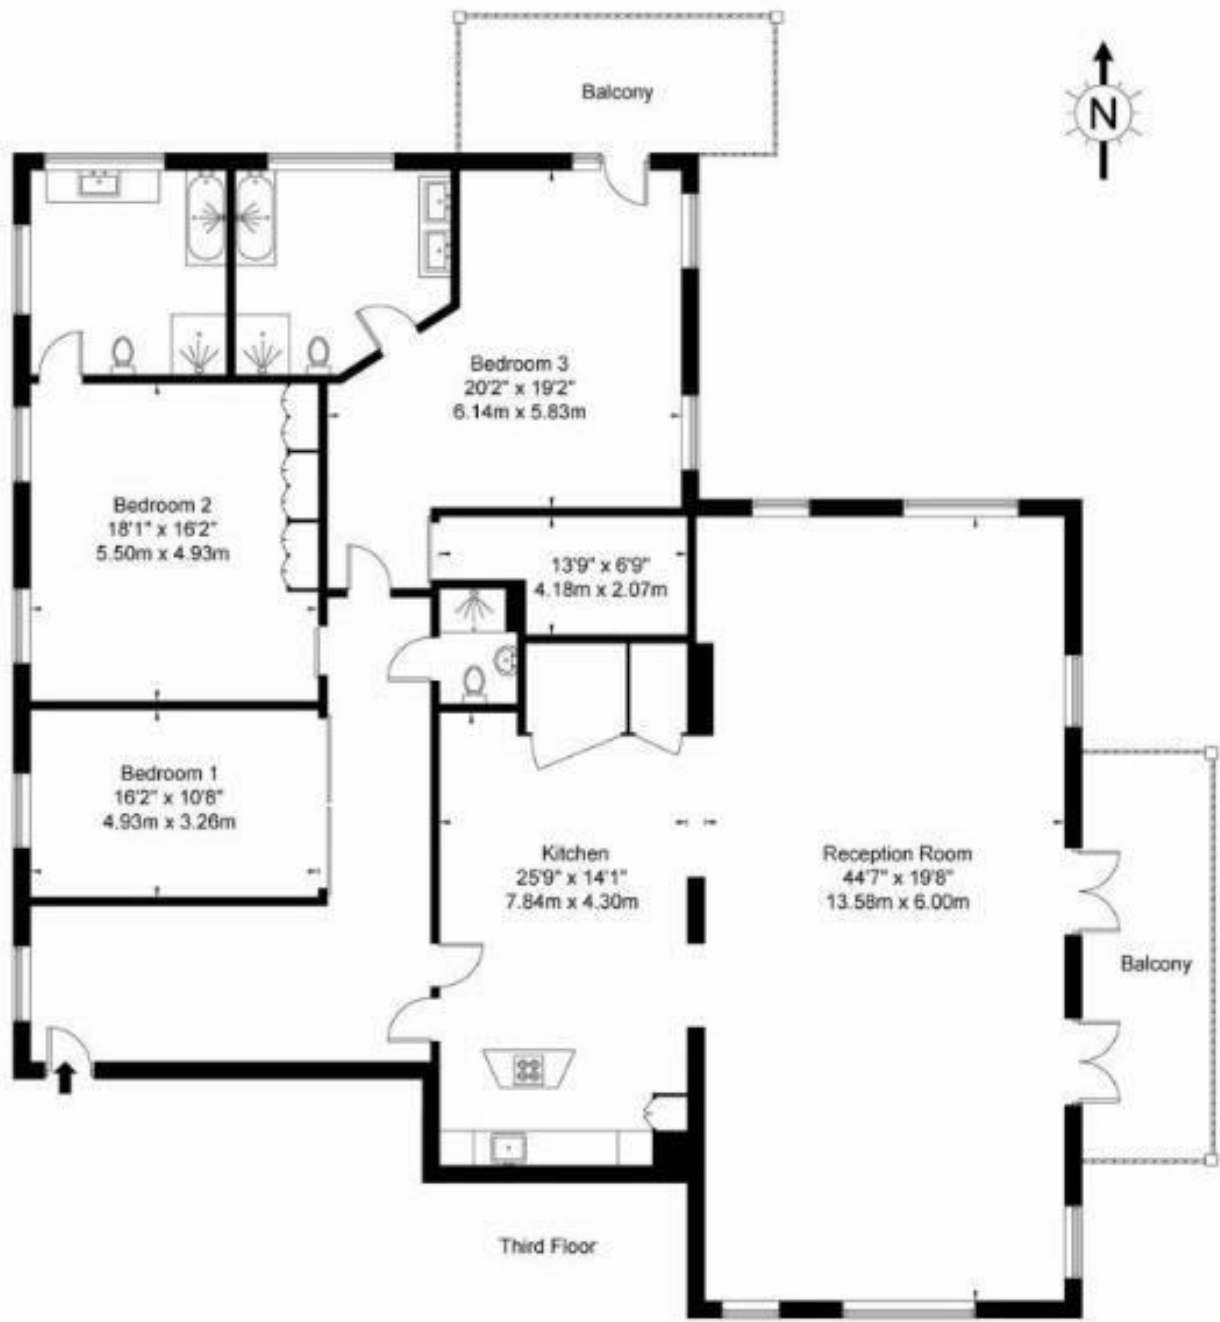 Balcony
N
Bedroom 3
20'2" x 19'2"
6.14m x 5.83m
Bedroom 2
18'1" x 16'2"
5.50m x 4.93m
13'9" x 6'9"
4.18m x 2.07m
Bedroom 1
16'2" x 10'8"
4.93m x 3.26m
Kitchen
25'9" x 14'1"
7.84m x 4.30m
Reception Room
44'7" x 19'8"
13.58m x 6.00m
Balcony
Third Floor